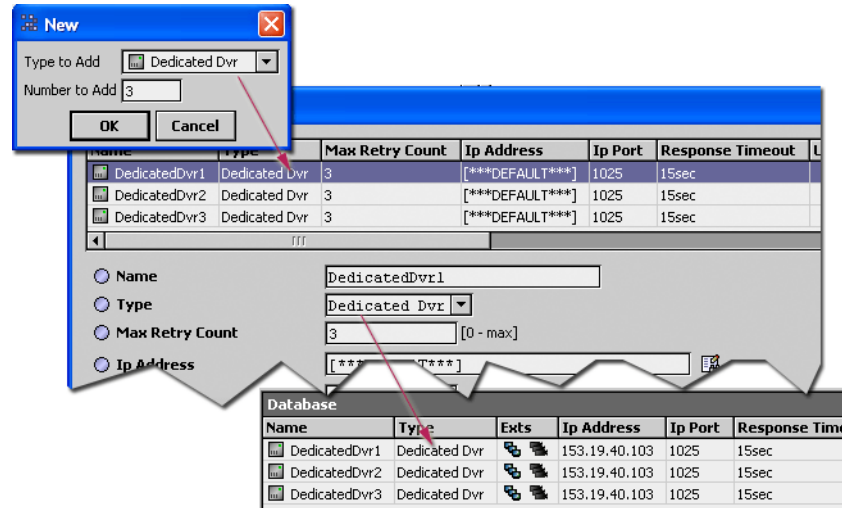 New
Type to Add Dedicated Dvr
Number to Add 3
OK Cancel
Name Type Max Retry Count Ip Address Ip Port Response Timeout U
DedicatedDvr1 Dedicated Dvr 3 [***DEFAULT***] 1025 15sec
DedicatedDvr2 Dedicated Dvr 3 [***DEFAULT***] 1025 15sec
DedicatedDvr3 Dedicated Dvr 3 [***DEFAULT***] 1025 15sec
Name DedicatedDvr1
Type Dedicated Dvr
Max Retry Count 3 [0 - max]
Ip Address
Database
Name Type Exts Ip Address Ip Port Response Time
DedicatedDvr1 Dedicated Dvr 153.19.40.103 1025 15sec
DedicatedDvr2 Dedicated Dvr 153.19.40.103 1025 15sec
DedicatedDvr3 Dedicated Dvr 153.19.40.103 1025 15sec